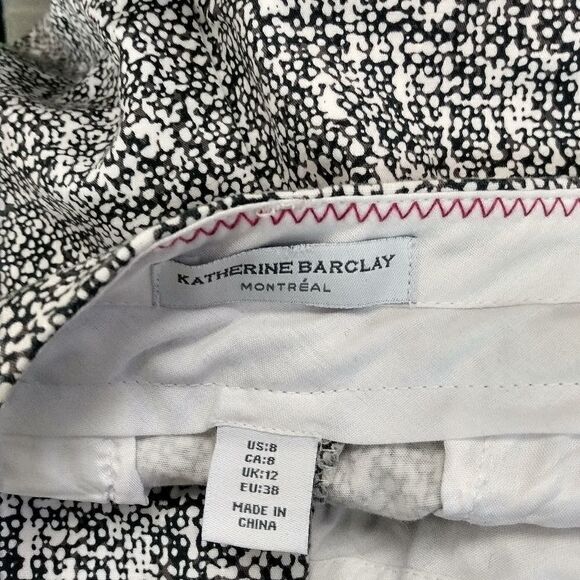 KATHERINE BARCLAY
MONTRÉAL
US:8
CA:8
UK:12
EU:38
MADE IN
CHINA